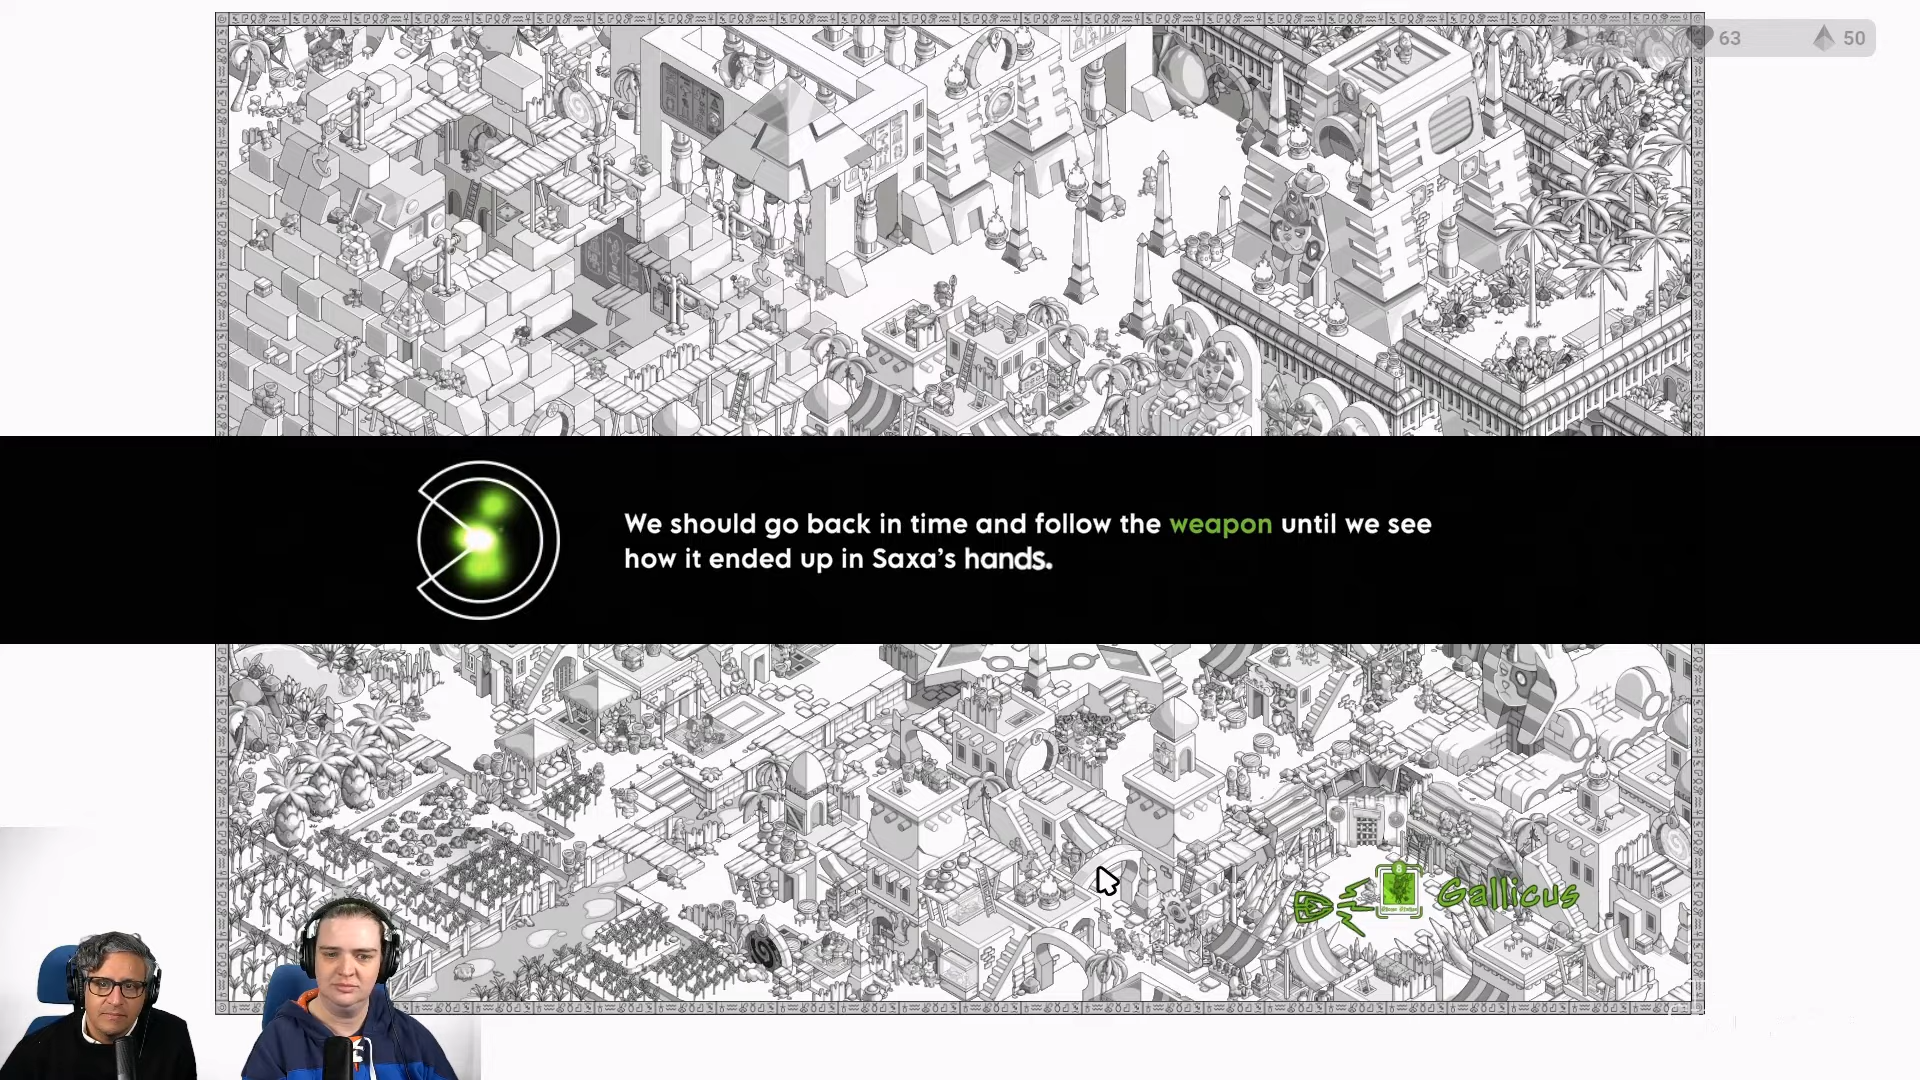 44 63 50
We should go back in time and follow the weapon until we see
how it ended up in Saxa's hands.
Gallicus